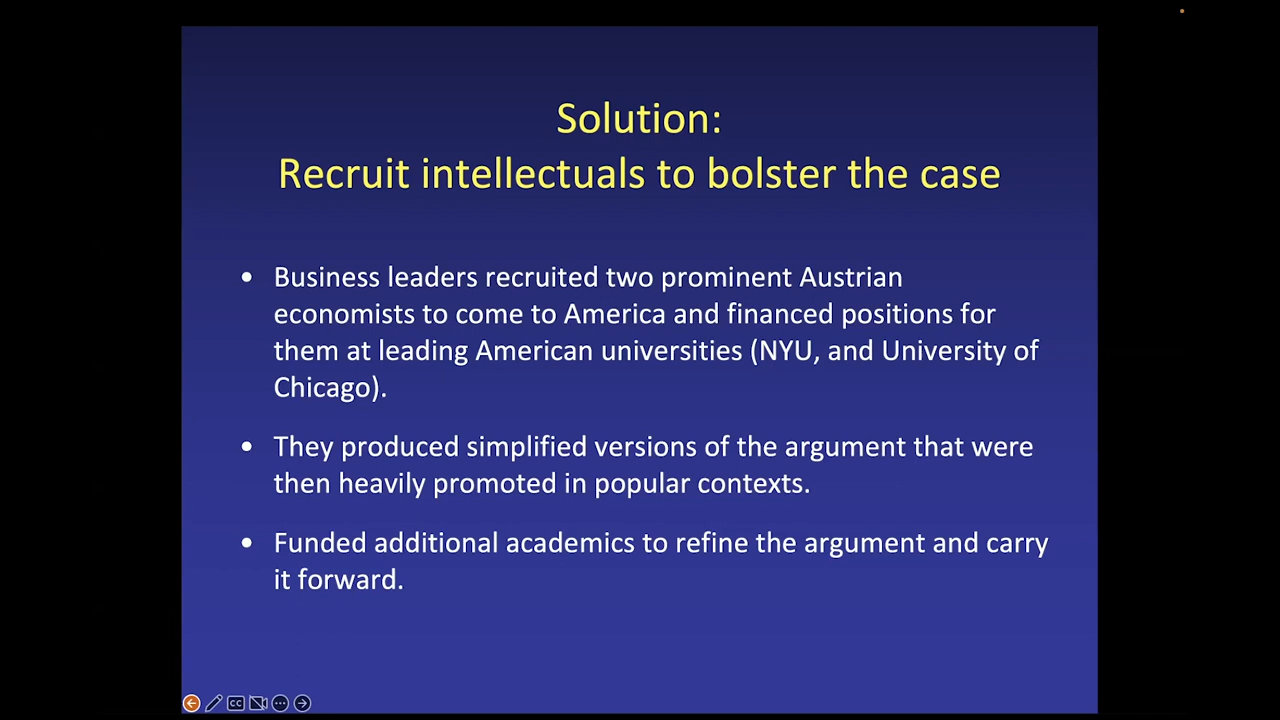 Solution:
Recruit intellectuals to bolster the case
• Business leaders recruited two prominent Austrian
economists to come to America and financed positions for
them at leading American universities (NYU, and University of
Chicago).
• They produced simplified versions of the argument that were
then heavily promoted in popular contexts.
• Funded additional academics to refine the argument and carry
it forward.
CC